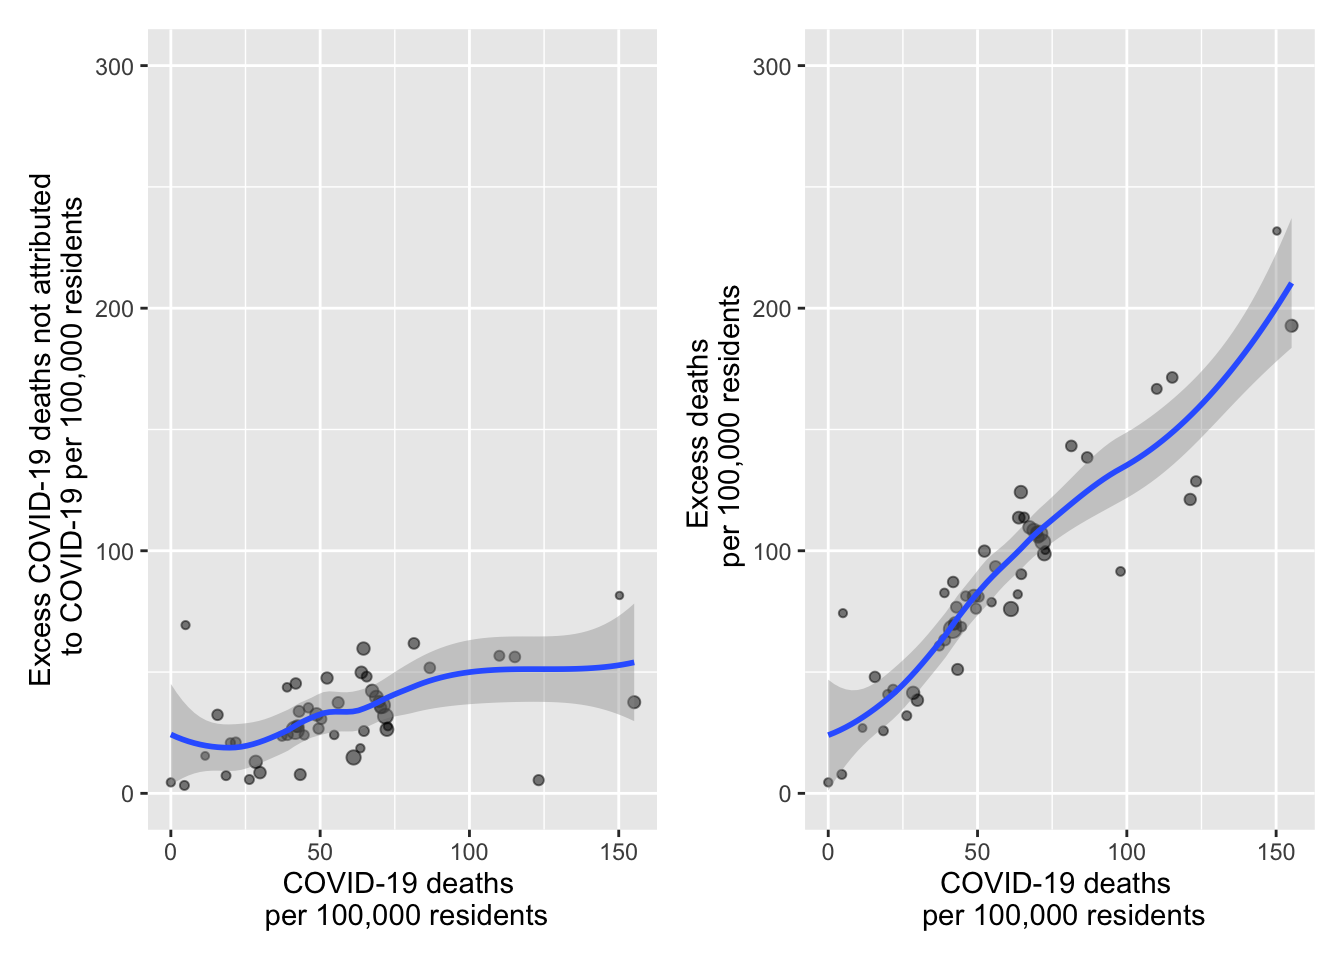 Excess COVID-19 deaths not attributed
to COVID-19 per 100,000 residents
300
200
100
0
0 50 100 150
COVID-19 deaths
per 100,000 residents
Excess deaths
per 100,000 residents
300
200
100
0
0 50 100 150
COVID-19 deaths
per 100,000 residents